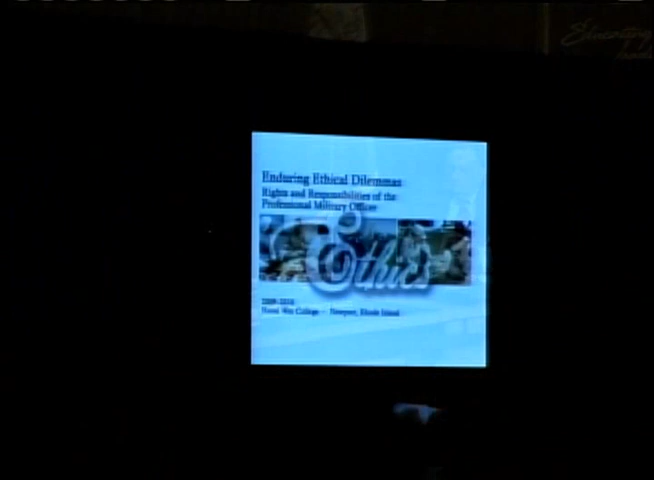 Enduring Ethical Dilemmas
Rights and Responsibilities of the
Professional Military Officer
Ethics
2009-2010
Naval War College - Newport, Rhode Island